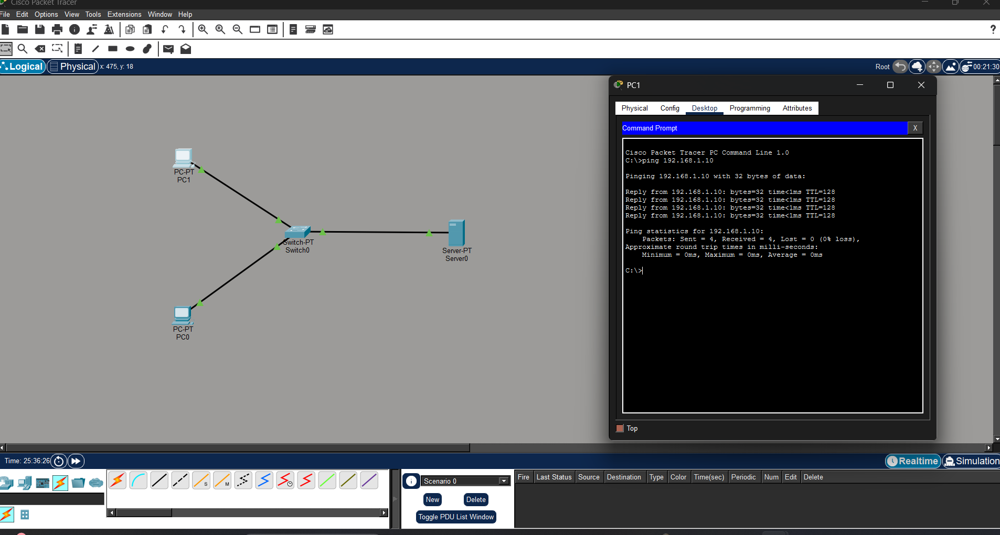 Cisco Packet Tracer
File Edit Options View Tools Extensions Window Help
?
Logical Physical x: 475, y: 18 Root 00:21:30
PC1
Physical Config Desktop Programming Attributes
Command Prompt X
Cisco Packet Tracer PC Command Line 1.0
C:\>ping 192.168.1.10
Pinging 192.168.1.10 with 32 bytes of data:
Reply from 192.168.1.10: bytes=32 time<1ms TTL=128
Reply from 192.168.1.10: bytes=32 time<1ms TTL=128
Reply from 192.168.1.10: bytes=32 time<1ms TTL=128
Reply from 192.168.1.10: bytes=32 time<1ms TTL=128
Ping statistics for 192.168.1.10:
Packets: Sent = 4, Received = 4, Lost = 0 (0% loss),
Approximate round trip times in milli-seconds:
Minimum = 0ms, Maximum = 0ms, Average = 0ms
C:\>
Top
PC-PT
PC1
Switch-PT
Switch0
Server-PT
Server0
PC-PT
PC0
Time: 25:36:26 Realtime Simulation
S M
Scenario 0
New Delete
Toggle PDU List Window
Fire Last Status Source Destination Type Color Time(sec) Periodic Num Edit Delete